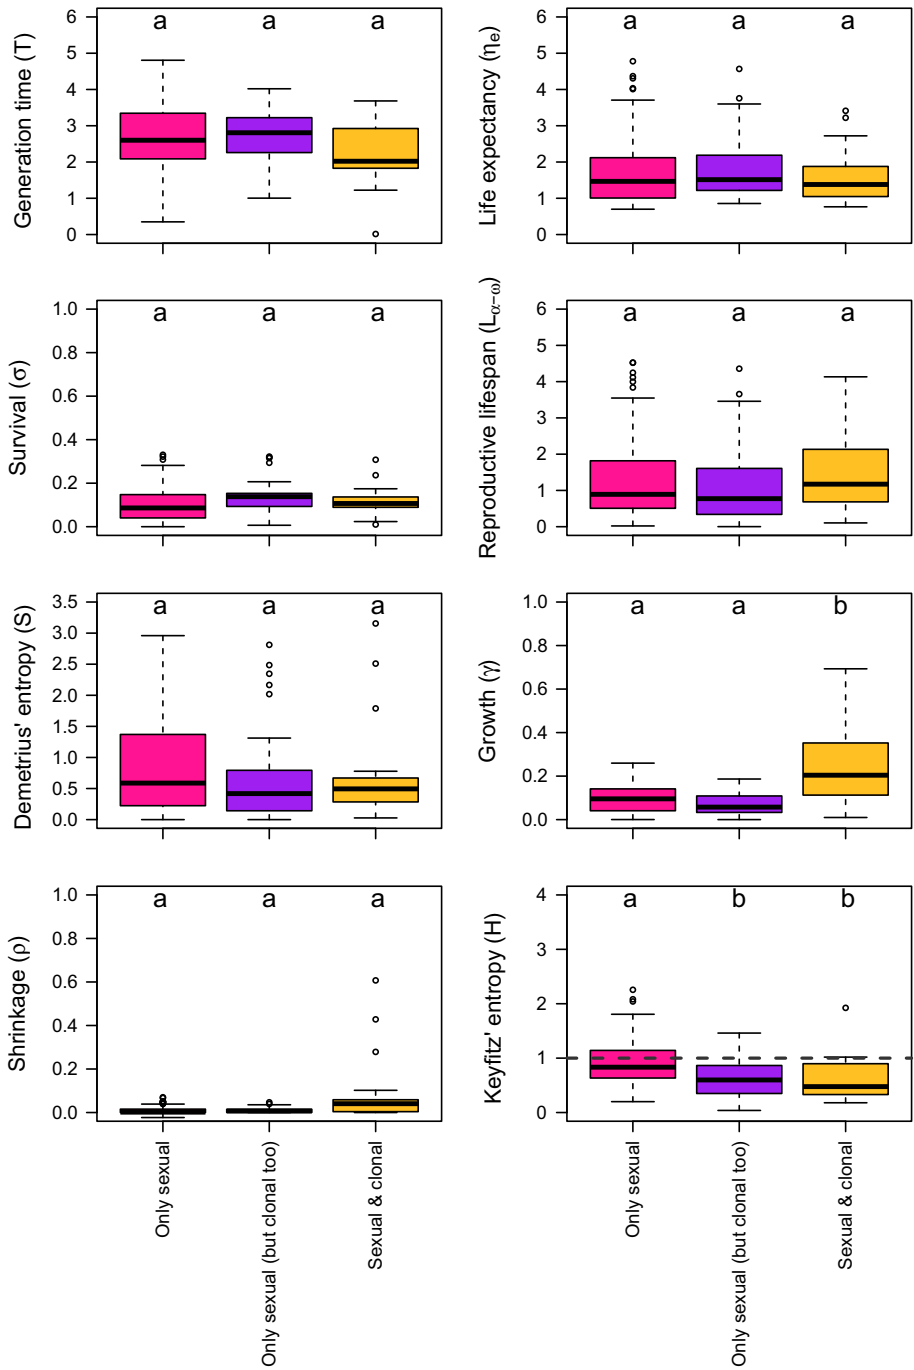 Generation time (T)
6
5
4
3
2
1
0
a a a
Life expectancy (ηe)
6
5
4
3
2
1
0
a a a
Survival (σ)
1.0
0.8
0.6
0.4
0.2
0.0
a a a
Reproductive lifespan (Lα−ω)
6
5
4
3
2
1
0
a a a
Demetrius' entropy (S)
3.5
3.0
2.5
2.0
1.5
1.0
0.5
0.0
a a a
Growth (γ)
1.0
0.8
0.6
0.4
0.2
0.0
a a b
Shrinkage (ρ)
1.0
0.8
0.6
0.4
0.2
0.0
a a a
Keyfitz' entropy (H)
4
3
2
1
0
a b b
Only sexual
Only sexual (but clonal too)
Sexual & clonal
Only sexual
Only sexual (but clonal too)
Sexual & clonal